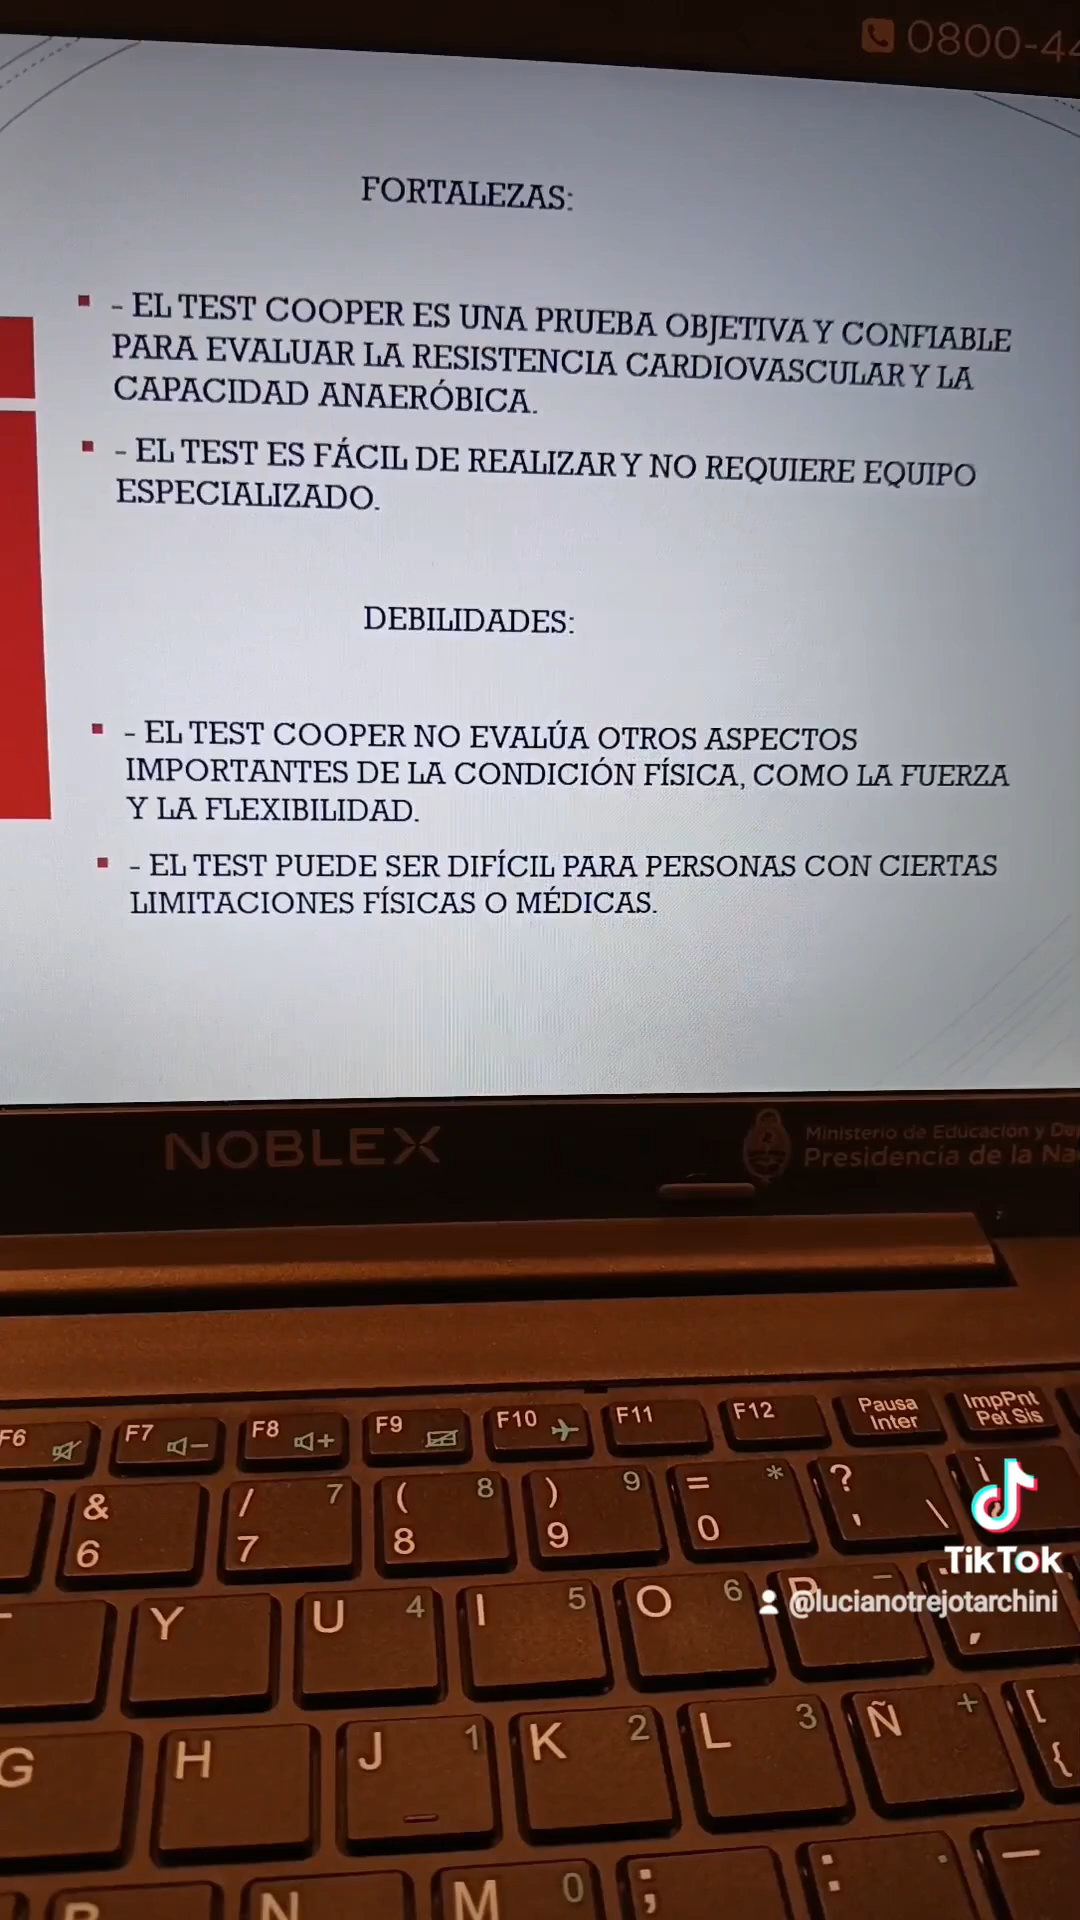 0800-44
FORTALEZAS:
- EL TEST COOPER ES UNA PRUEBA OBJETIVA Y CONFIABLE
PARA EVALUAR LA RESISTENCIA CARDIOVASCULAR Y LA
CAPACIDAD ANAERÓBICA.
- EL TEST ES FÁCIL DE REALIZAR Y NO REQUIERE EQUIPO
ESPECIALIZADO.
DEBILIDADES:
- EL TEST COOPER NO EVALÚA OTROS ASPECTOS
IMPORTANTES DE LA CONDICIÓN FÍSICA, COMO LA FUERZA
Y LA FLEXIBILIDAD.
- EL TEST PUEDE SER DIFÍCIL PARA PERSONAS CON CIERTAS
LIMITACIONES FÍSICAS O MÉDICAS.
NOBLEX
Ministerio de Educación y De
Presidencia de la Na
F6 F7 F8 F9 F10 F11 F12 Pausa Inter ImpPnt Pet Sis
& 6 / 7 7 ( 8 8 ) 9 9 = 0 * ? ' \ ¡
TikTok
@lucianotrejotarchini
Y U 4 I 5 O 6 P
G H J 1 K 2 L 3 Ñ + [ {
B N M 0 ; : . _